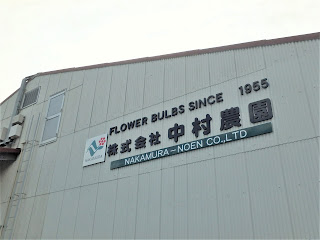 FLOWER BULBS SINCE 1955
株式会社 中村農園
NAKAMURA-NOEN CO.,LTD